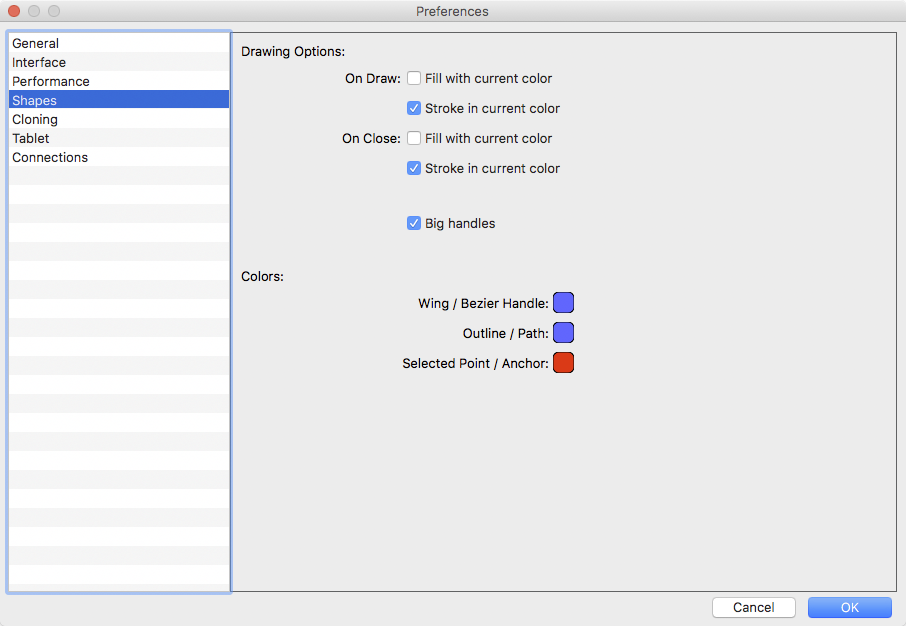 Preferences
General
Interface
Performance
Shapes
Cloning
Tablet
Connections
Drawing Options:
On Draw: Fill with current color
Stroke in current color
On Close: Fill with current color
Stroke in current color
Big handles
Colors:
Wing / Bezier Handle:
Outline / Path:
Selected Point / Anchor:
Cancel OK